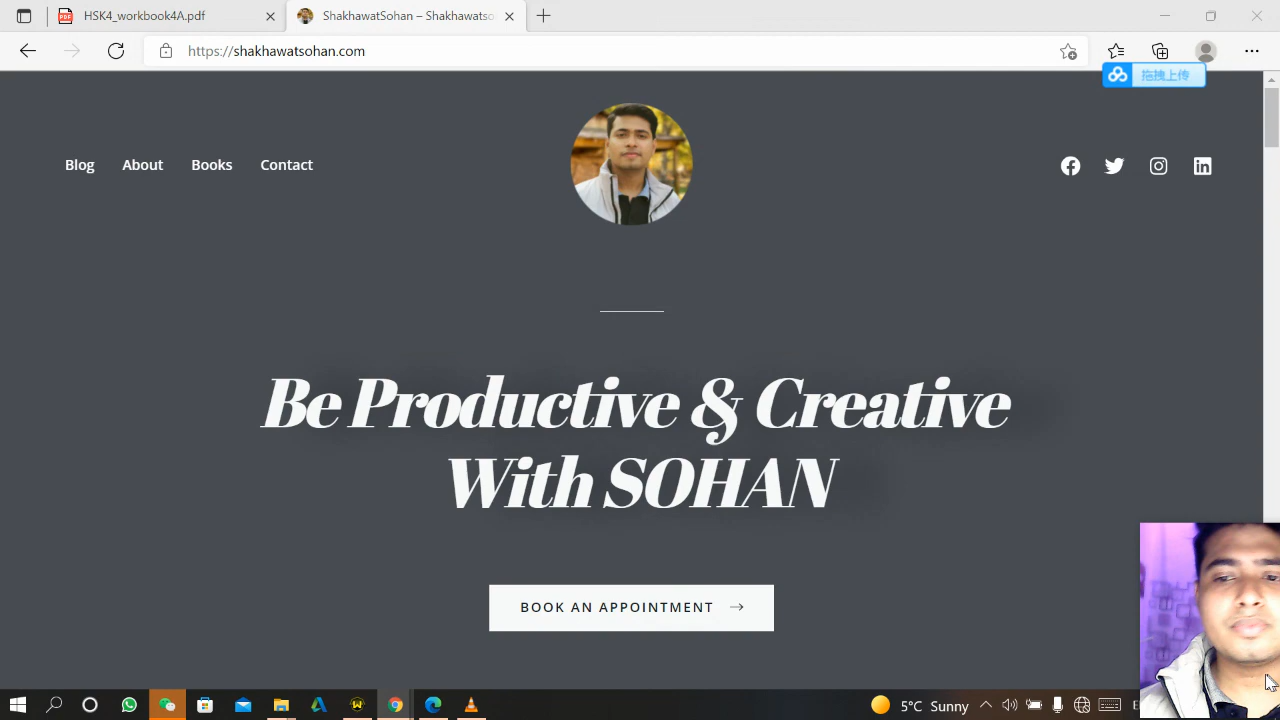 HSK4_workbook4A.pdf
ShakhawatSohan – Shakhawatso
https://shakhawatsohan.com
拖拽上传
Blog About Books Contact
Be Productive & Creative
With SOHAN
BOOK AN APPOINTMENT
5°C Sunny